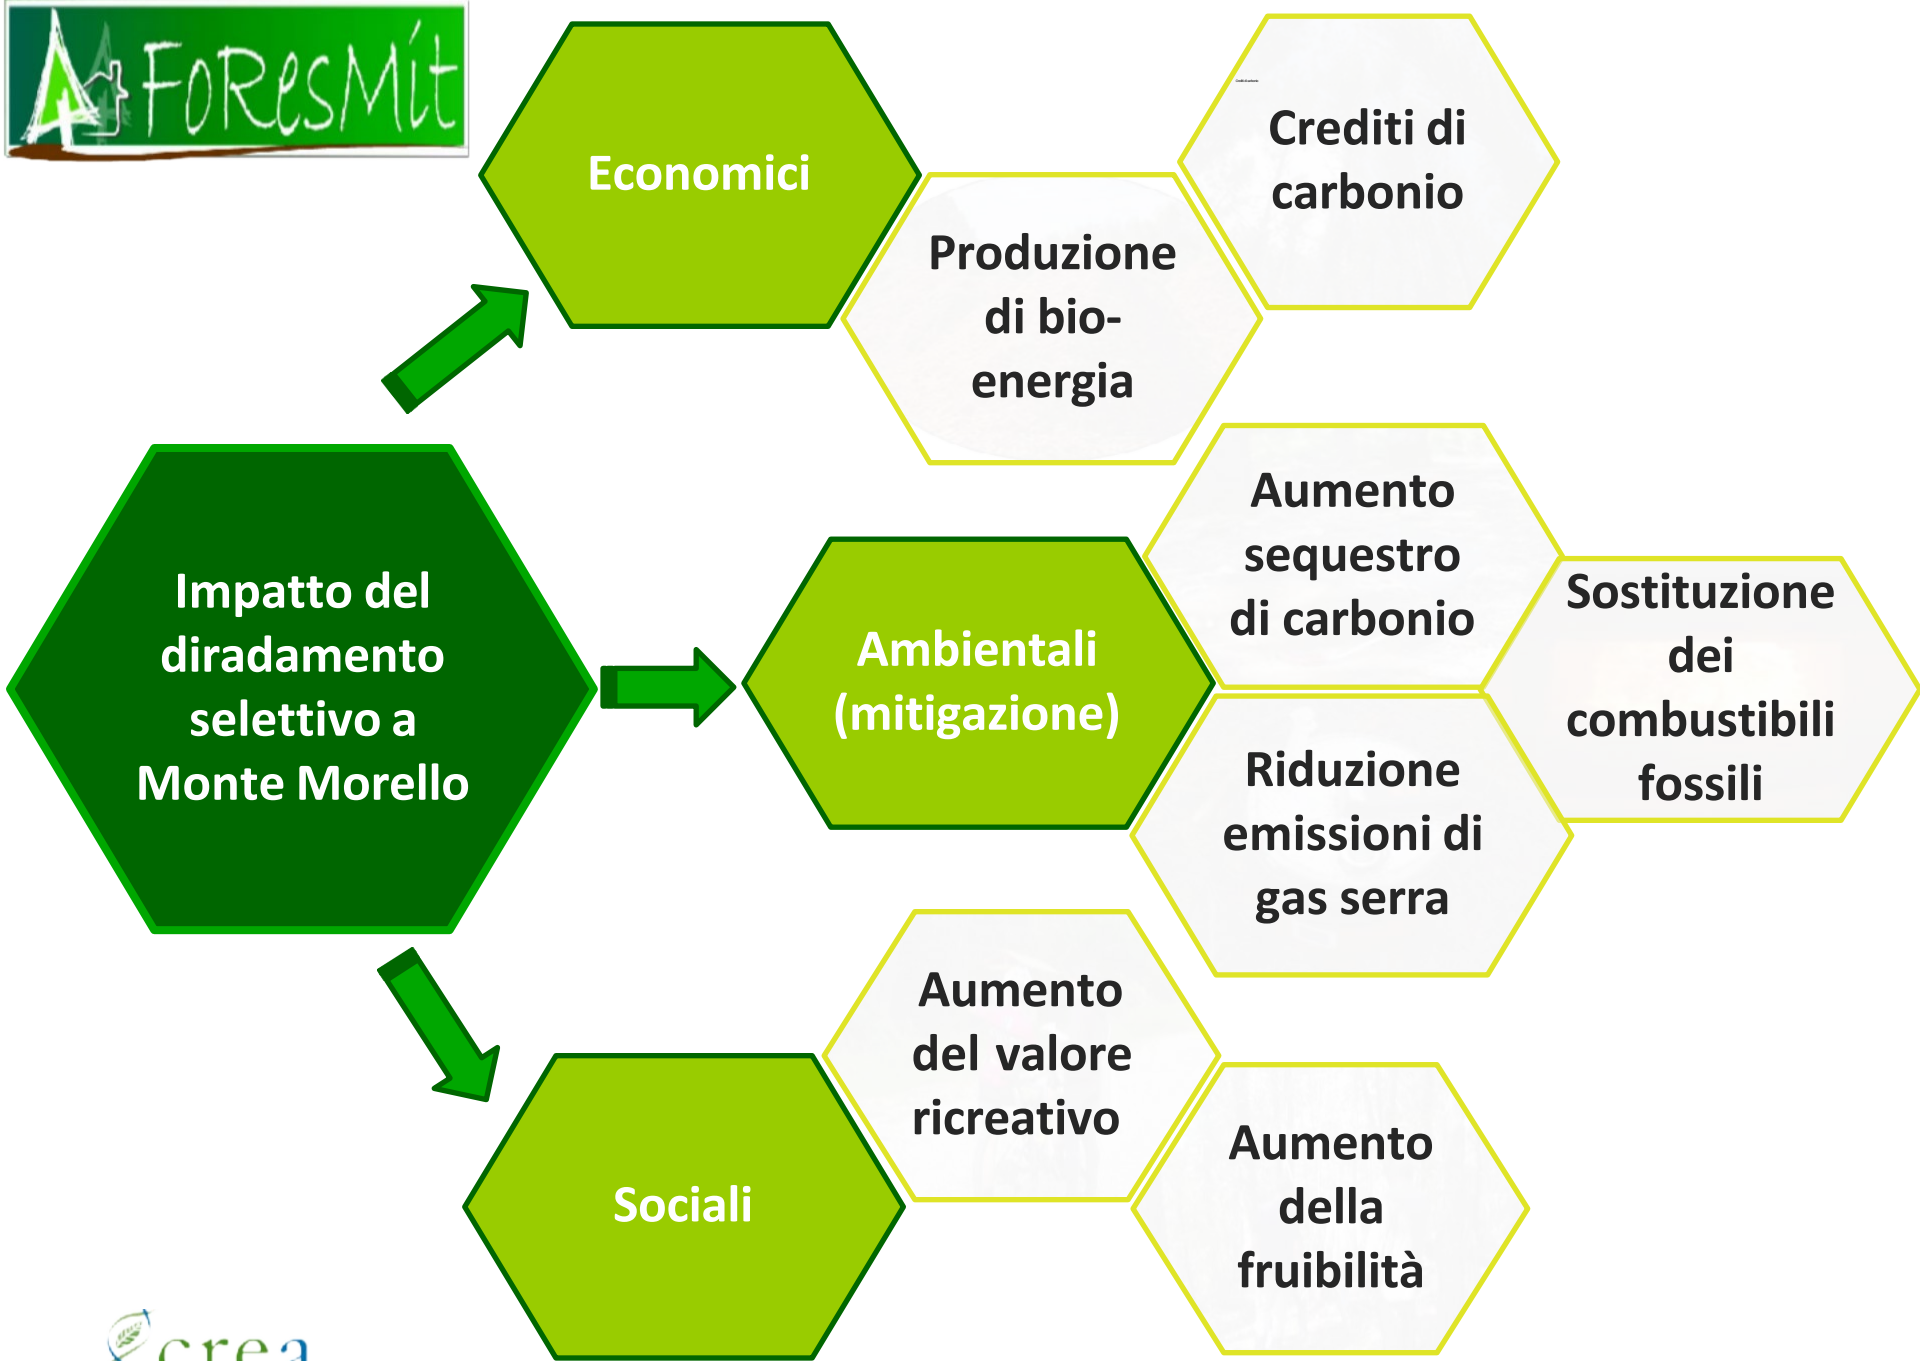 FoResMit
Economici
Crediti di
carbonio
Produzione
di bio-
energia
Impatto del
diradamento
selettivo a
Monte Morello
Ambientali
(mitigazione)
Aumento
sequestro
di carbonio
Sostituzione
dei
combustibili
fossili
Riduzione
emissioni di
gas serra
Sociali
Aumento
del valore
ricreativo
Aumento
della
fruibilità
crea